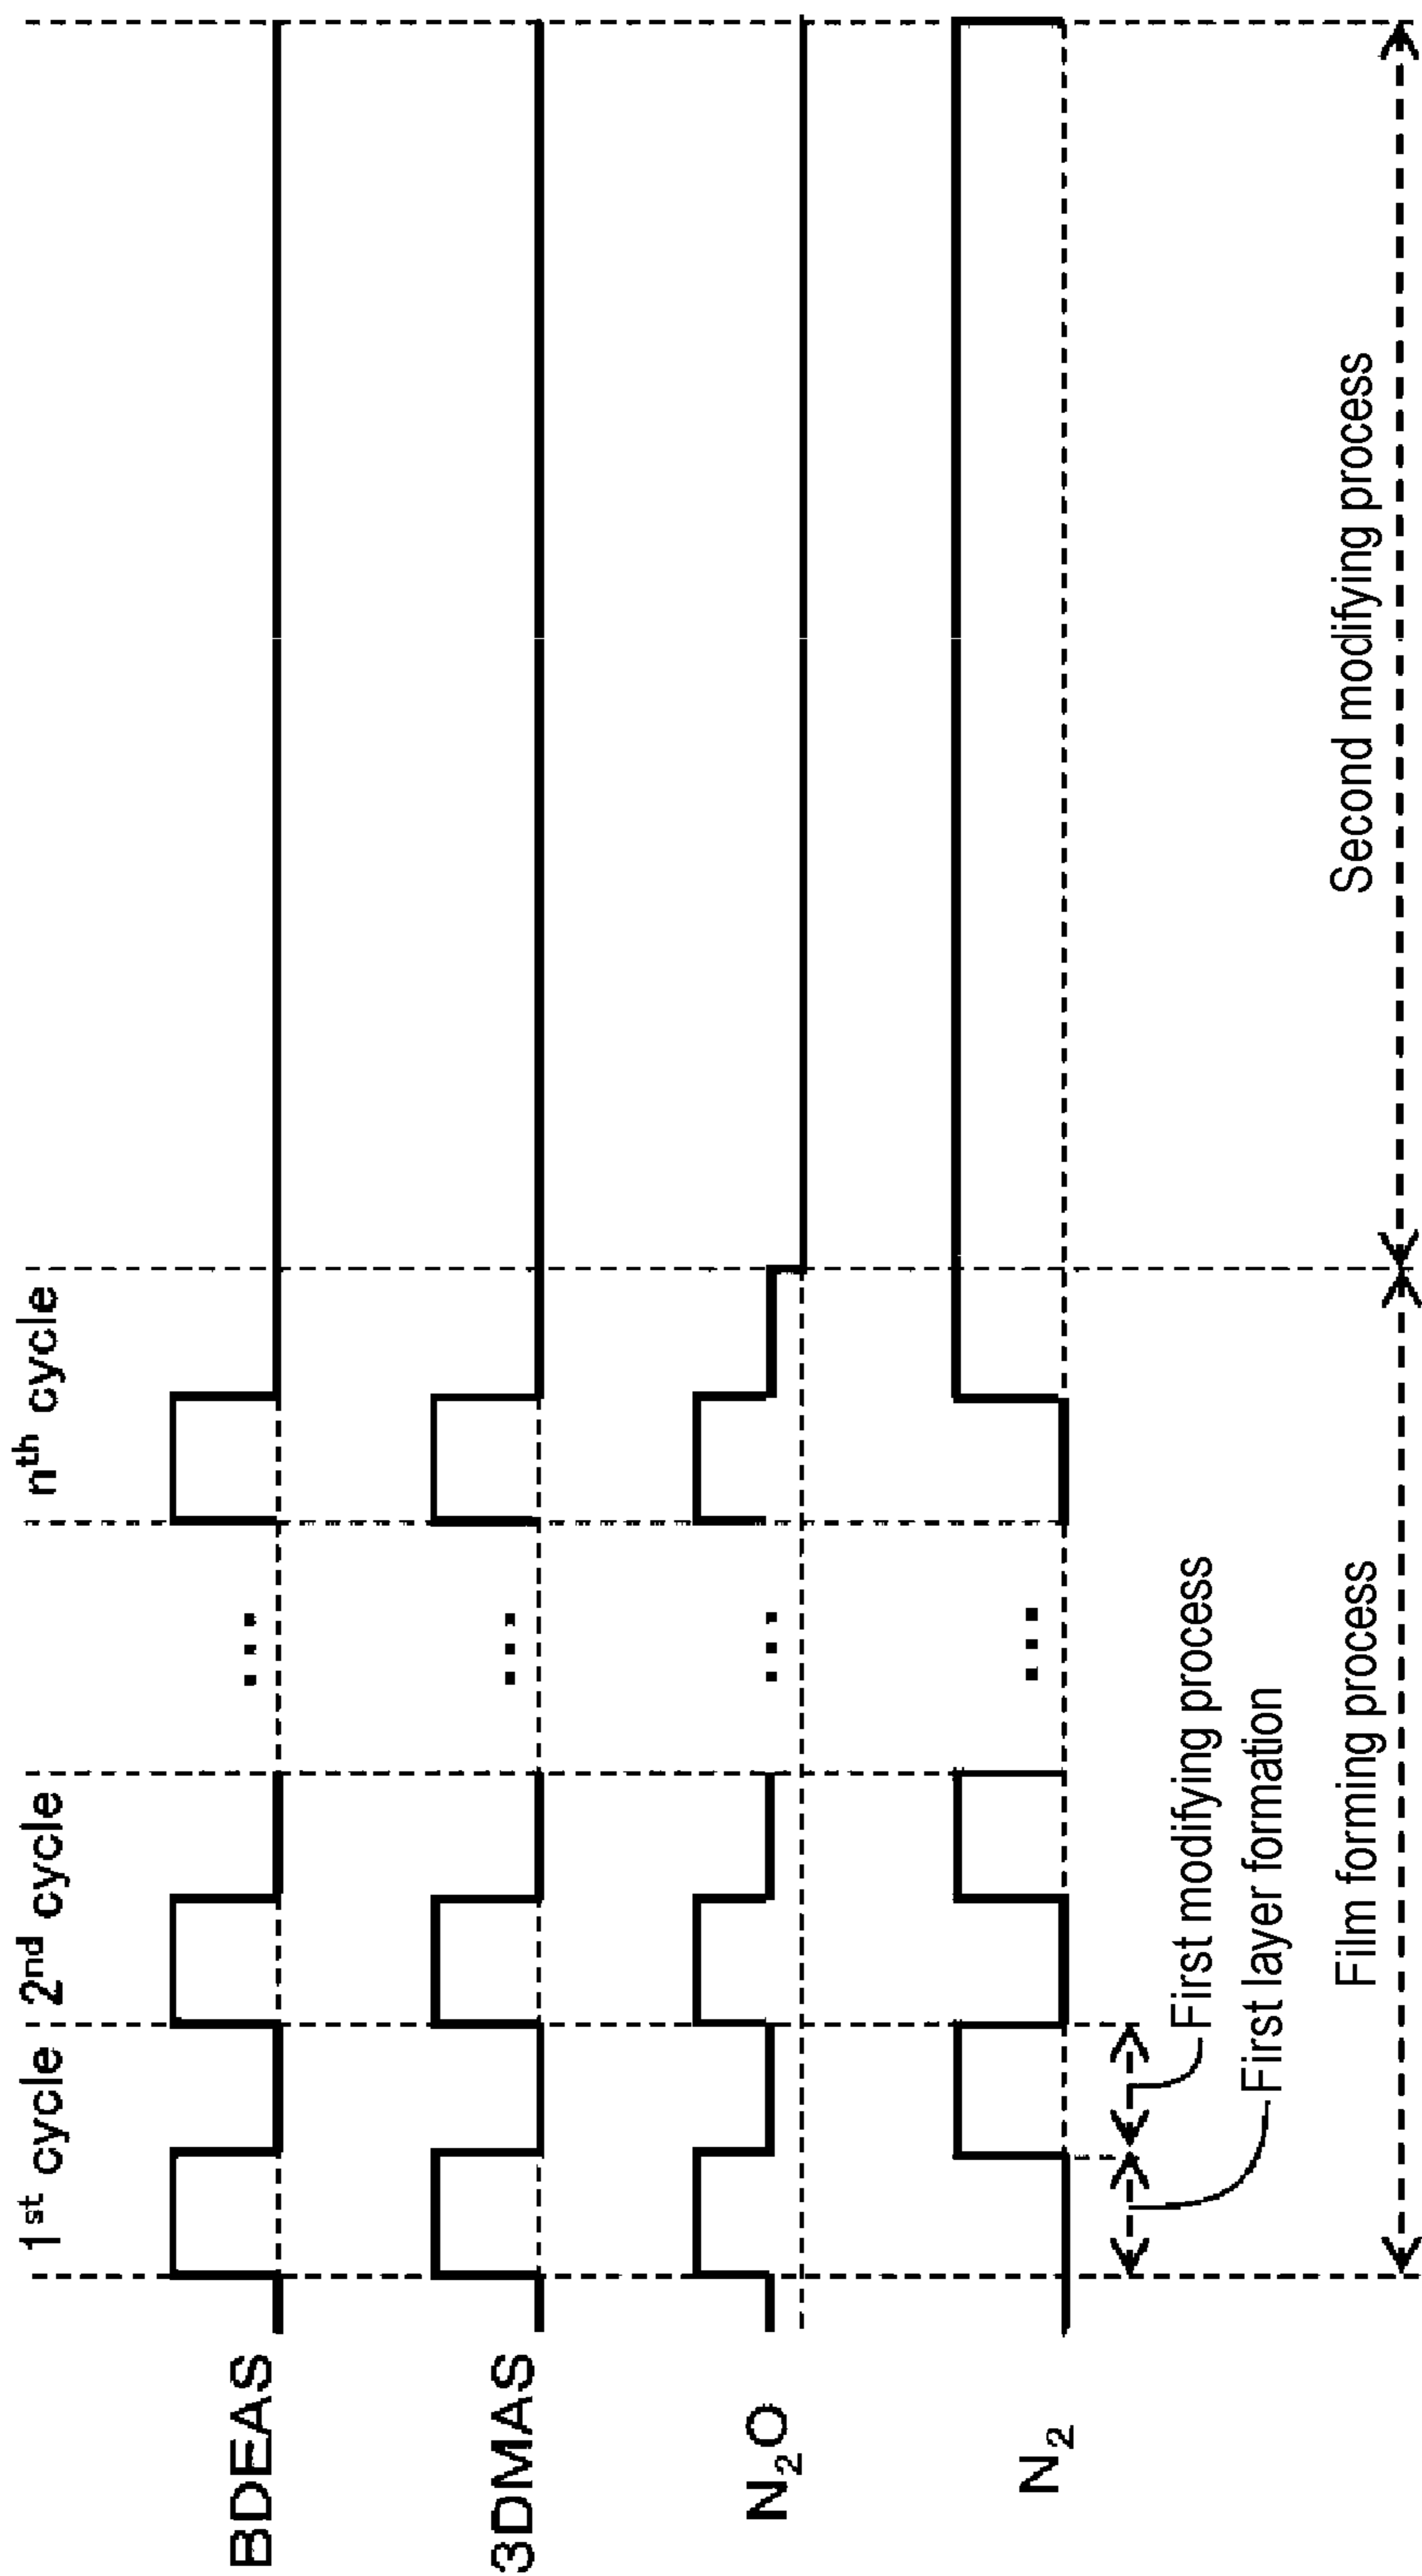 1st cycle
2nd cycle
nth cycle
BDEAS
...
3DMAS
...
N2O
...
N2
...
First modifying process
First layer formation
Film forming process
Second modifying process